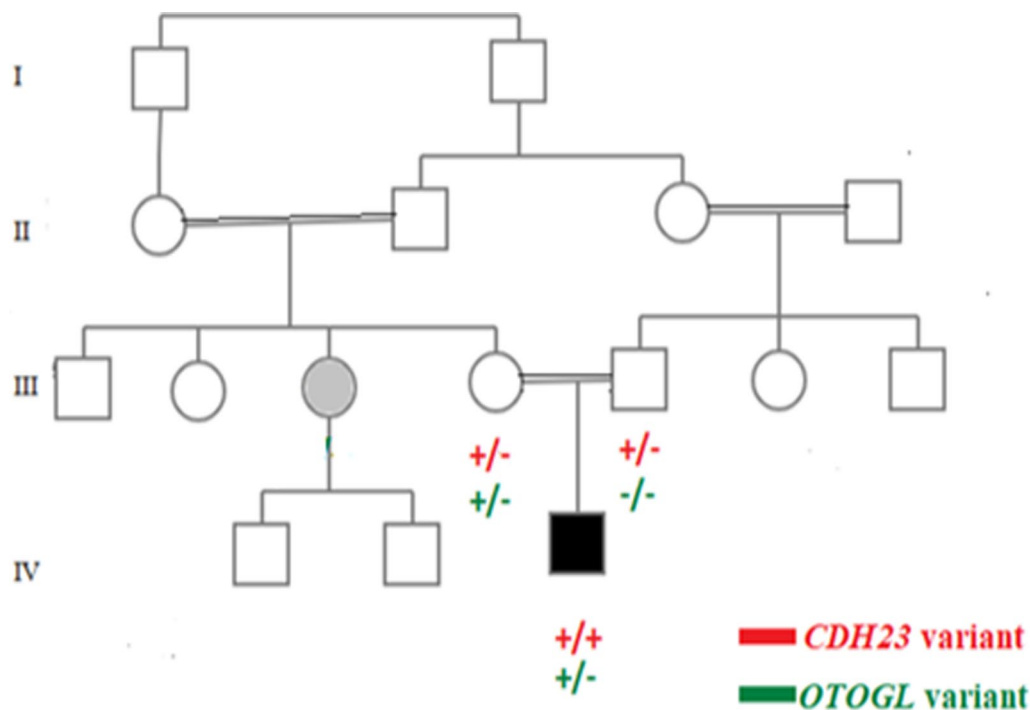 I
II
III
+/- +/-
+/- -/-
IV
+/+
+/-
CDH23 variant
OTOGL variant